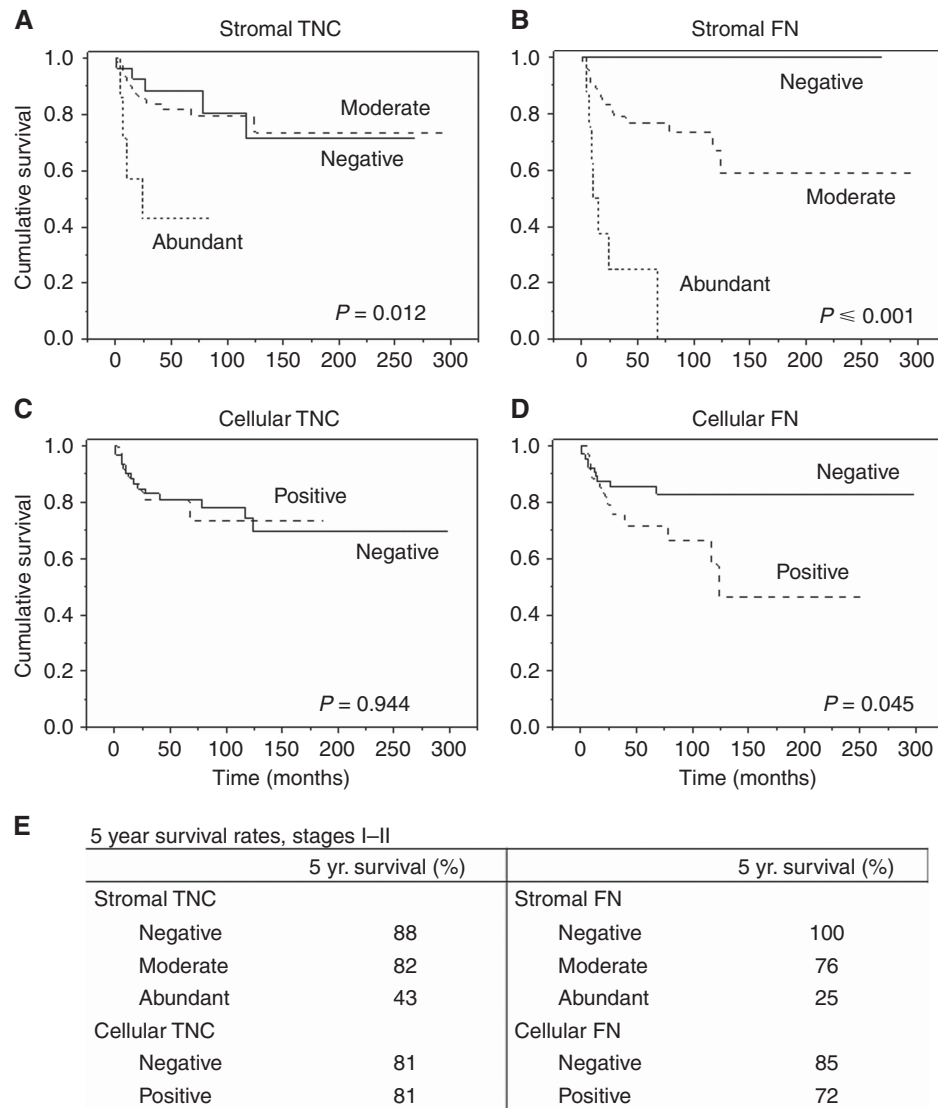 A
Stromal TNC
Cumulative survival
1.0
0.8
0.6
0.4
0.2
0.0
Moderate
Negative
Abundant
P = 0.012
0 50 100 150 200 250 300
B
Stromal FN
1.0
0.8
0.6
0.4
0.2
0.0
Negative
Moderate
Abundant
P ⩽ 0.001
0 50 100 150 200 250 300
C
Cellular TNC
Cumulative survival
1.0
0.8
0.6
0.4
0.2
0.0
Positive
Negative
P = 0.944
0 50 100 150 200 250 300
Time (months)
D
Cellular FN
1.0
0.8
0.6
0.4
0.2
0.0
Negative
Positive
P = 0.045
0 50 100 150 200 250 300
Time (months)
E
5 year survival rates, stages I–II
5 yr. survival (%) 5 yr. survival (%)
Stromal TNC Stromal FN
Negative 88 Negative 100
Moderate 82 Moderate 76
Abundant 43 Abundant 25
Cellular TNC Cellular FN
Negative 81 Negative 85
Positive 81 Positive 72